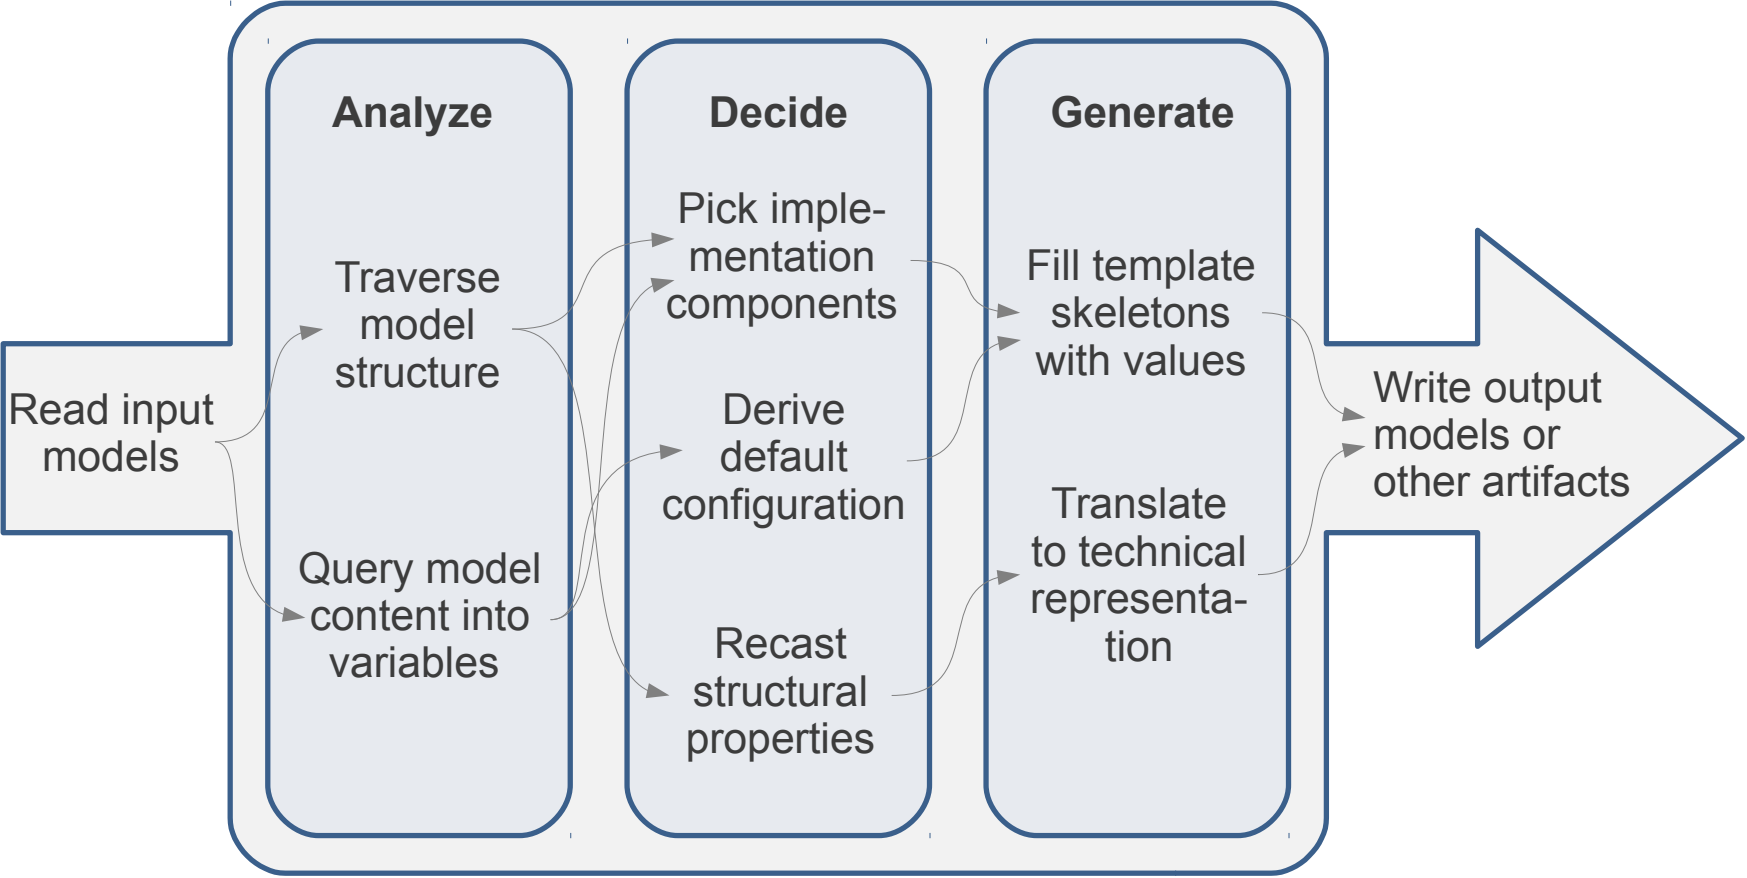 Read input
models
Analyze
Traverse
model
structure
Query model
content into
variables
Decide
Pick imple-
mentation
components
Derive
default
configuration
Recast
structural
properties
Generate
Fill template
skeletons
with values
Translate
to technical
representa-
tion
Write output
models or
other artifacts